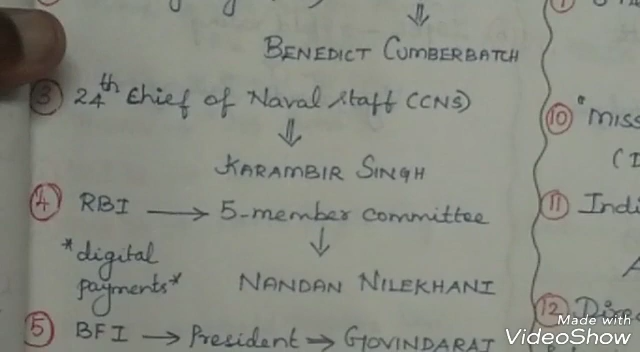 BENEDICT CUMBERBATCH
③ 24th Chief of Naval Staff (CNS)
KARAMBIR SINGH
④ RBI → 5-member committee
*digital
payments*
NANDAN NILEKHANI
⑤ BFI → President → GOVINDARAJ
⑩ "MISS
(I
⑪ Indi
A
⑫
Made with
VideoShow